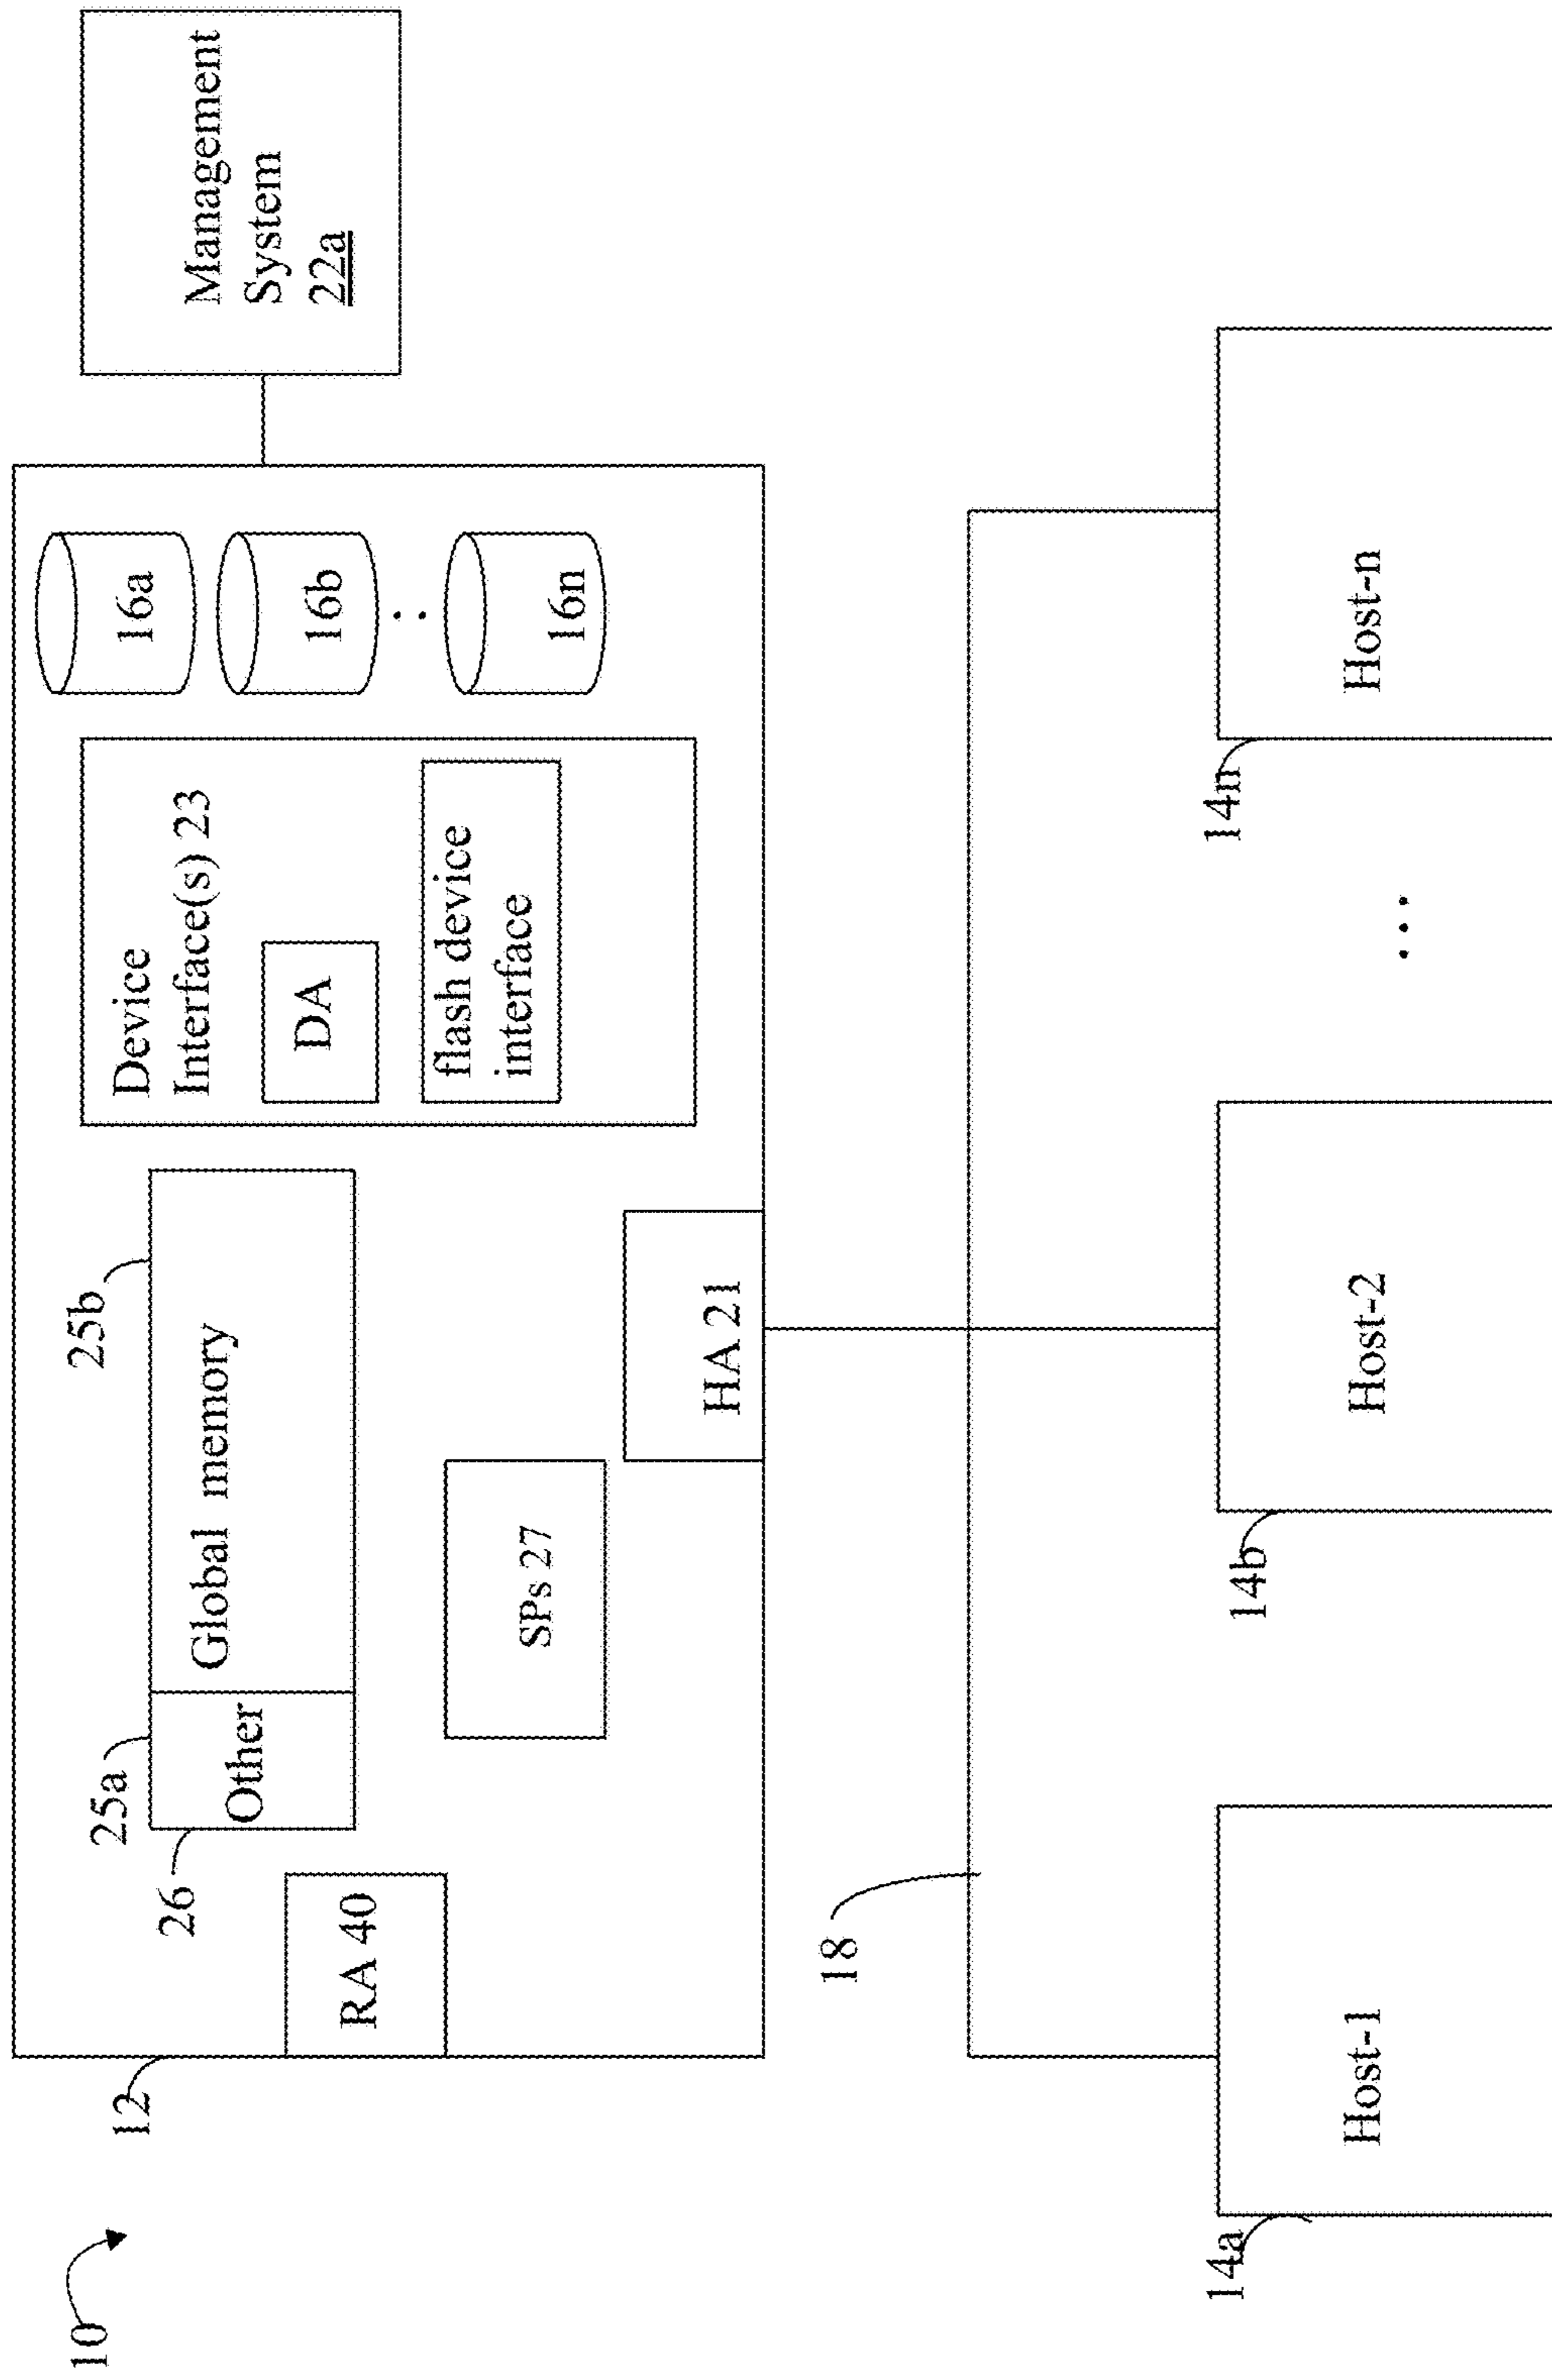 10
12
RA 40
26
25a
25b
Other
Global memory
SPs 27
HA 21
Device
Interface(s) 23
DA
flash device
interface
16a
16b
16n
Management
System
22a
18
14a
Host-1
14b
Host-2
...
14n
Host-n